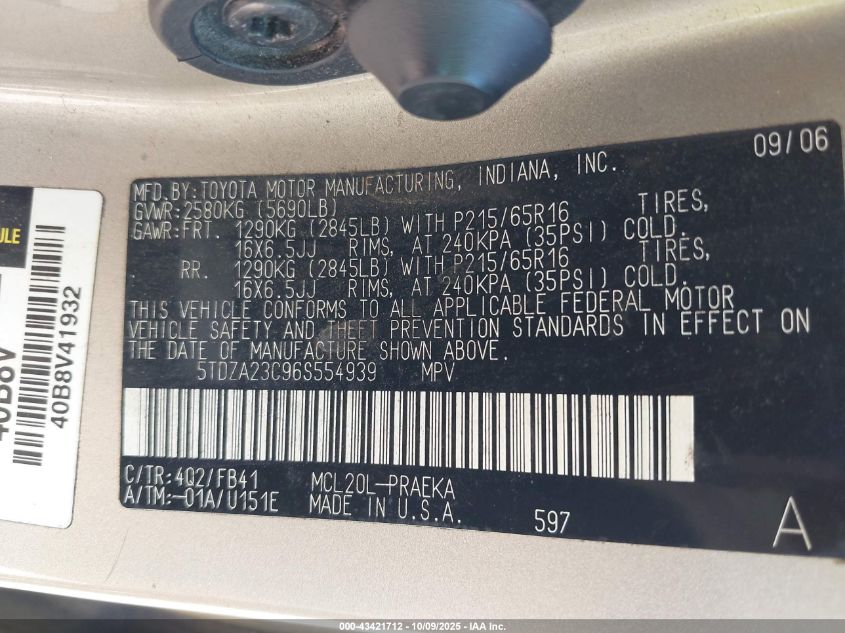 09/06
MFD.BY:TOYOTA MOTOR MANUFACTURING, INDIANA, INC.
GVWR:2580KG (5690LB)
GAWR:FRT. 1290KG (2845LB) WITH P215/65R16 TIRES,
16X6.5JJ RIMS, AT 240KPA (35PSI) COLD.
RR. 1290KG (2845LB) WITH P215/65R16 TIRES,
16X6.5JJ RIMS, AT 240KPA (35PSI) COLD.
THIS VEHICLE CONFORMS TO ALL APPLICABLE FEDERAL MOTOR
VEHICLE SAFETY AND THEFT PREVENTION STANDARDS IN EFFECT ON
THE DATE OF MANUFACTURE SHOWN ABOVE.
5TDZA23C96S554939 MPV
C/TR:4Q2/FB41 MCL20L-PRAEKA
A/TM:-01A/U151E MADE IN U.S.A. 597 A
ULE
40B8V
40B8V41932
000-43421712 - 10/09/2025 - IAA Inc.